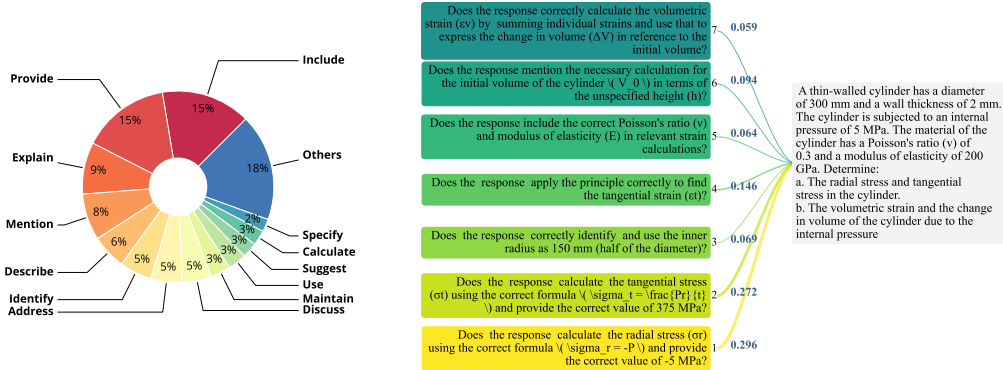 Include
15%
Others
18%
Specify
2%
Calculate
3%
Suggest
3%
Use
3%
Maintain
3%
Discuss
5%
Address
5%
Identify
5%
Describe
6%
Mention
8%
Explain
9%
Provide
15%
Does the response correctly calculate the volumetric
strain (εv) by summing individual strains and use that to
express the change in volume (ΔV) in reference to the
initial volume?
7
0.059
Does the response mention the necessary calculation for
the initial volume of the cylinder \( V_0 \) in terms of
the unspecified height (h)?
6
0.094
Does the response include the correct Poisson's ratio (ν)
and modulus of elasticity (E) in relevant strain
calculations?
5
0.064
Does the response apply the principle correctly to find
the tangential strain (εt)?
4
0.146
Does the response correctly identify and use the inner
radius as 150 mm (half of the diameter)?
3
0.069
Does the response calculate the tangential stress
(σt) using the correct formula \( \sigma_t = \frac{Pr}{t}
\) and provide the correct value of 375 MPa?
2
0.272
Does the response calculate the radial stress (σr)
using the correct formula \( \sigma_r = -P \) and provide
the correct value of -5 MPa?
1
0.296
A thin-walled cylinder has a diameter
of 300 mm and a wall thickness of 2 mm.
The cylinder is subjected to an internal
pressure of 5 MPa. The material of the
cylinder has a Poisson's ratio (ν) of
0.3 and a modulus of elasticity of 200
GPa. Determine:
a. The radial stress and tangential
stress in the cylinder.
b. The volumetric strain and the change
in volume of the cylinder due to the
internal pressure